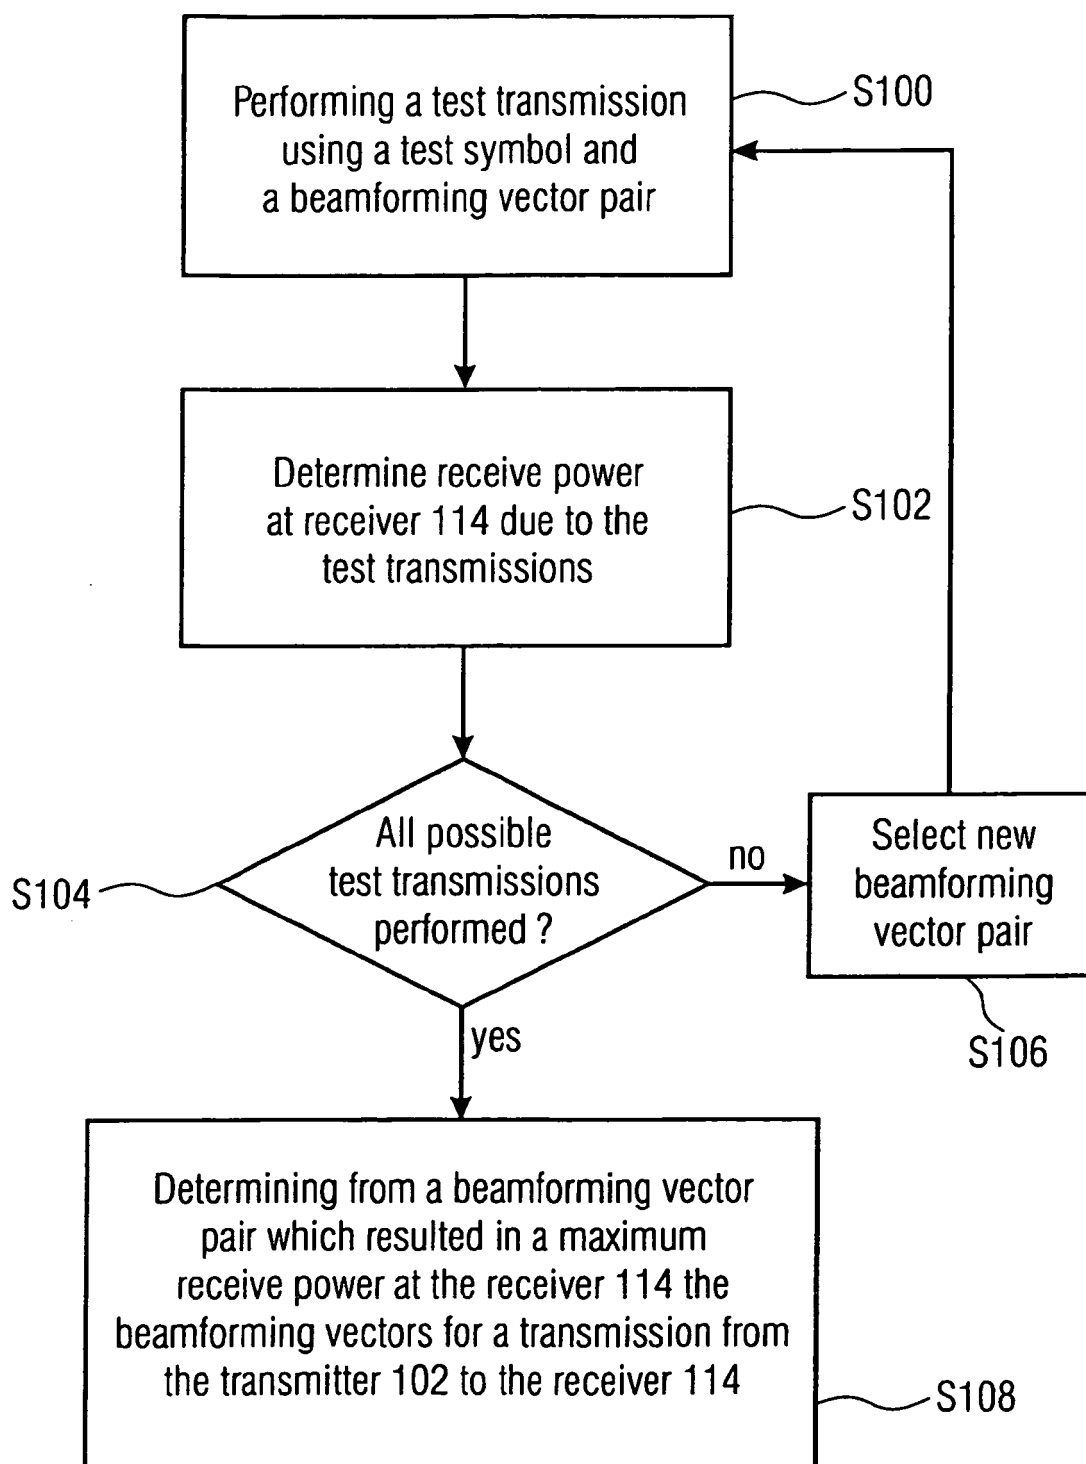 Performing a test transmission
using a test symbol and
a beamforming vector pair
S100
Determine receive power
at receiver 114 due to the
test transmissions
S102
All possible
test transmissions
performed ?
S104
no
Select new
beamforming
vector pair
S106
yes
Determining from a beamforming vector
pair which resulted in a maximum
receive power at the receiver 114 the
beamforming vectors for a transmission from
the transmitter 102 to the receiver 114
S108